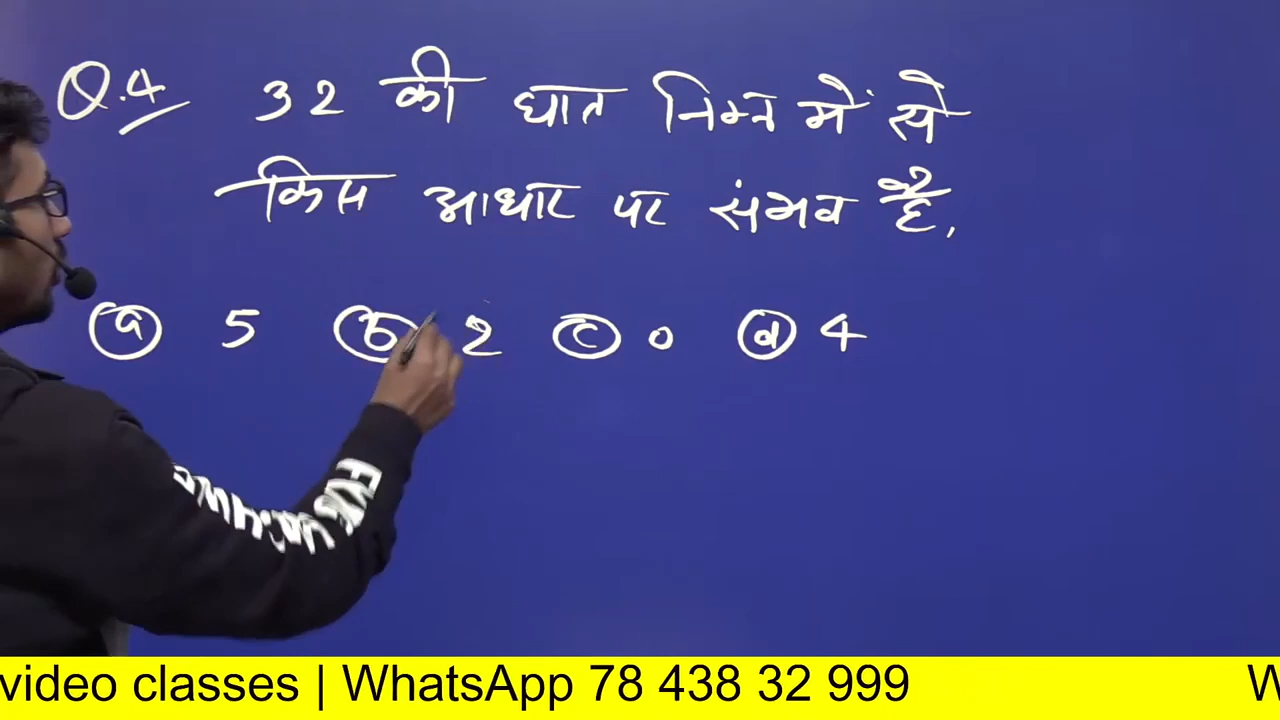 Q.4 32 की घात निम्न में से
किस आधार पर संभव है,
(a) 5 (b) 2 (c) 0 (d) 4
video classes | WhatsApp 78 438 32 999 W